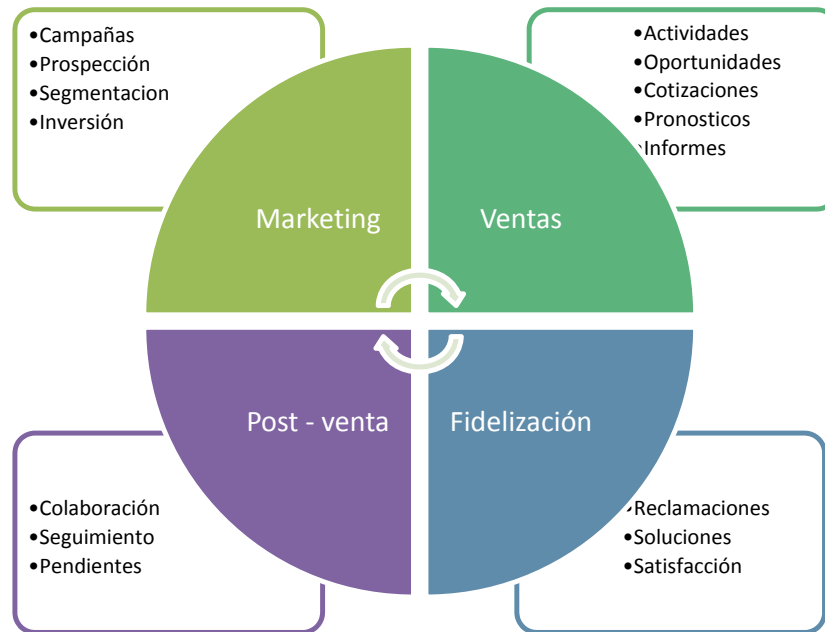 •Campañas
•Prospección
•Segmentacion
•Inversión
•Actividades
•Oportunidades
•Cotizaciones
•Pronosticos
•Informes
Marketing
Ventas
Post - venta
Fidelización
•Colaboración
•Seguimiento
•Pendientes
•Reclamaciones
•Soluciones
•Satisfacción